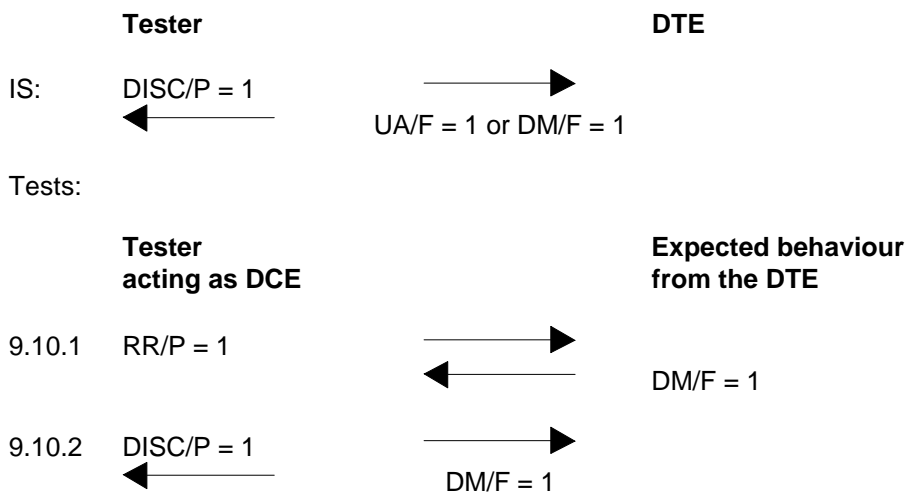 Tester DTE
IS: DISC/P = 1
UA/F = 1 or DM/F = 1
Tests:
Tester Expected behaviour
acting as DCE from the DTE
9.10.1 RR/P = 1
DM/F = 1
9.10.2 DISC/P = 1
DM/F = 1